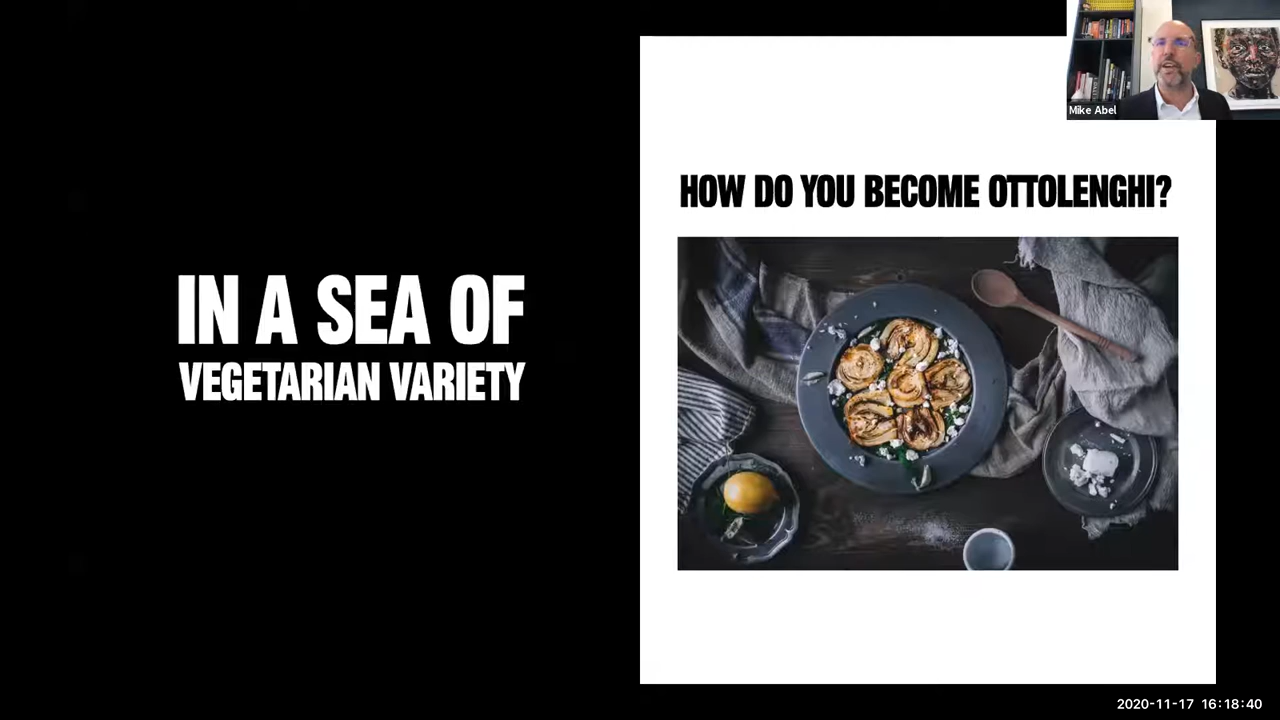 Mike Abel
HOW DO YOU BECOME OTTOLENGHI?
IN A SEA OF
VEGETARIAN VARIETY
2020-11-17 16:18:40